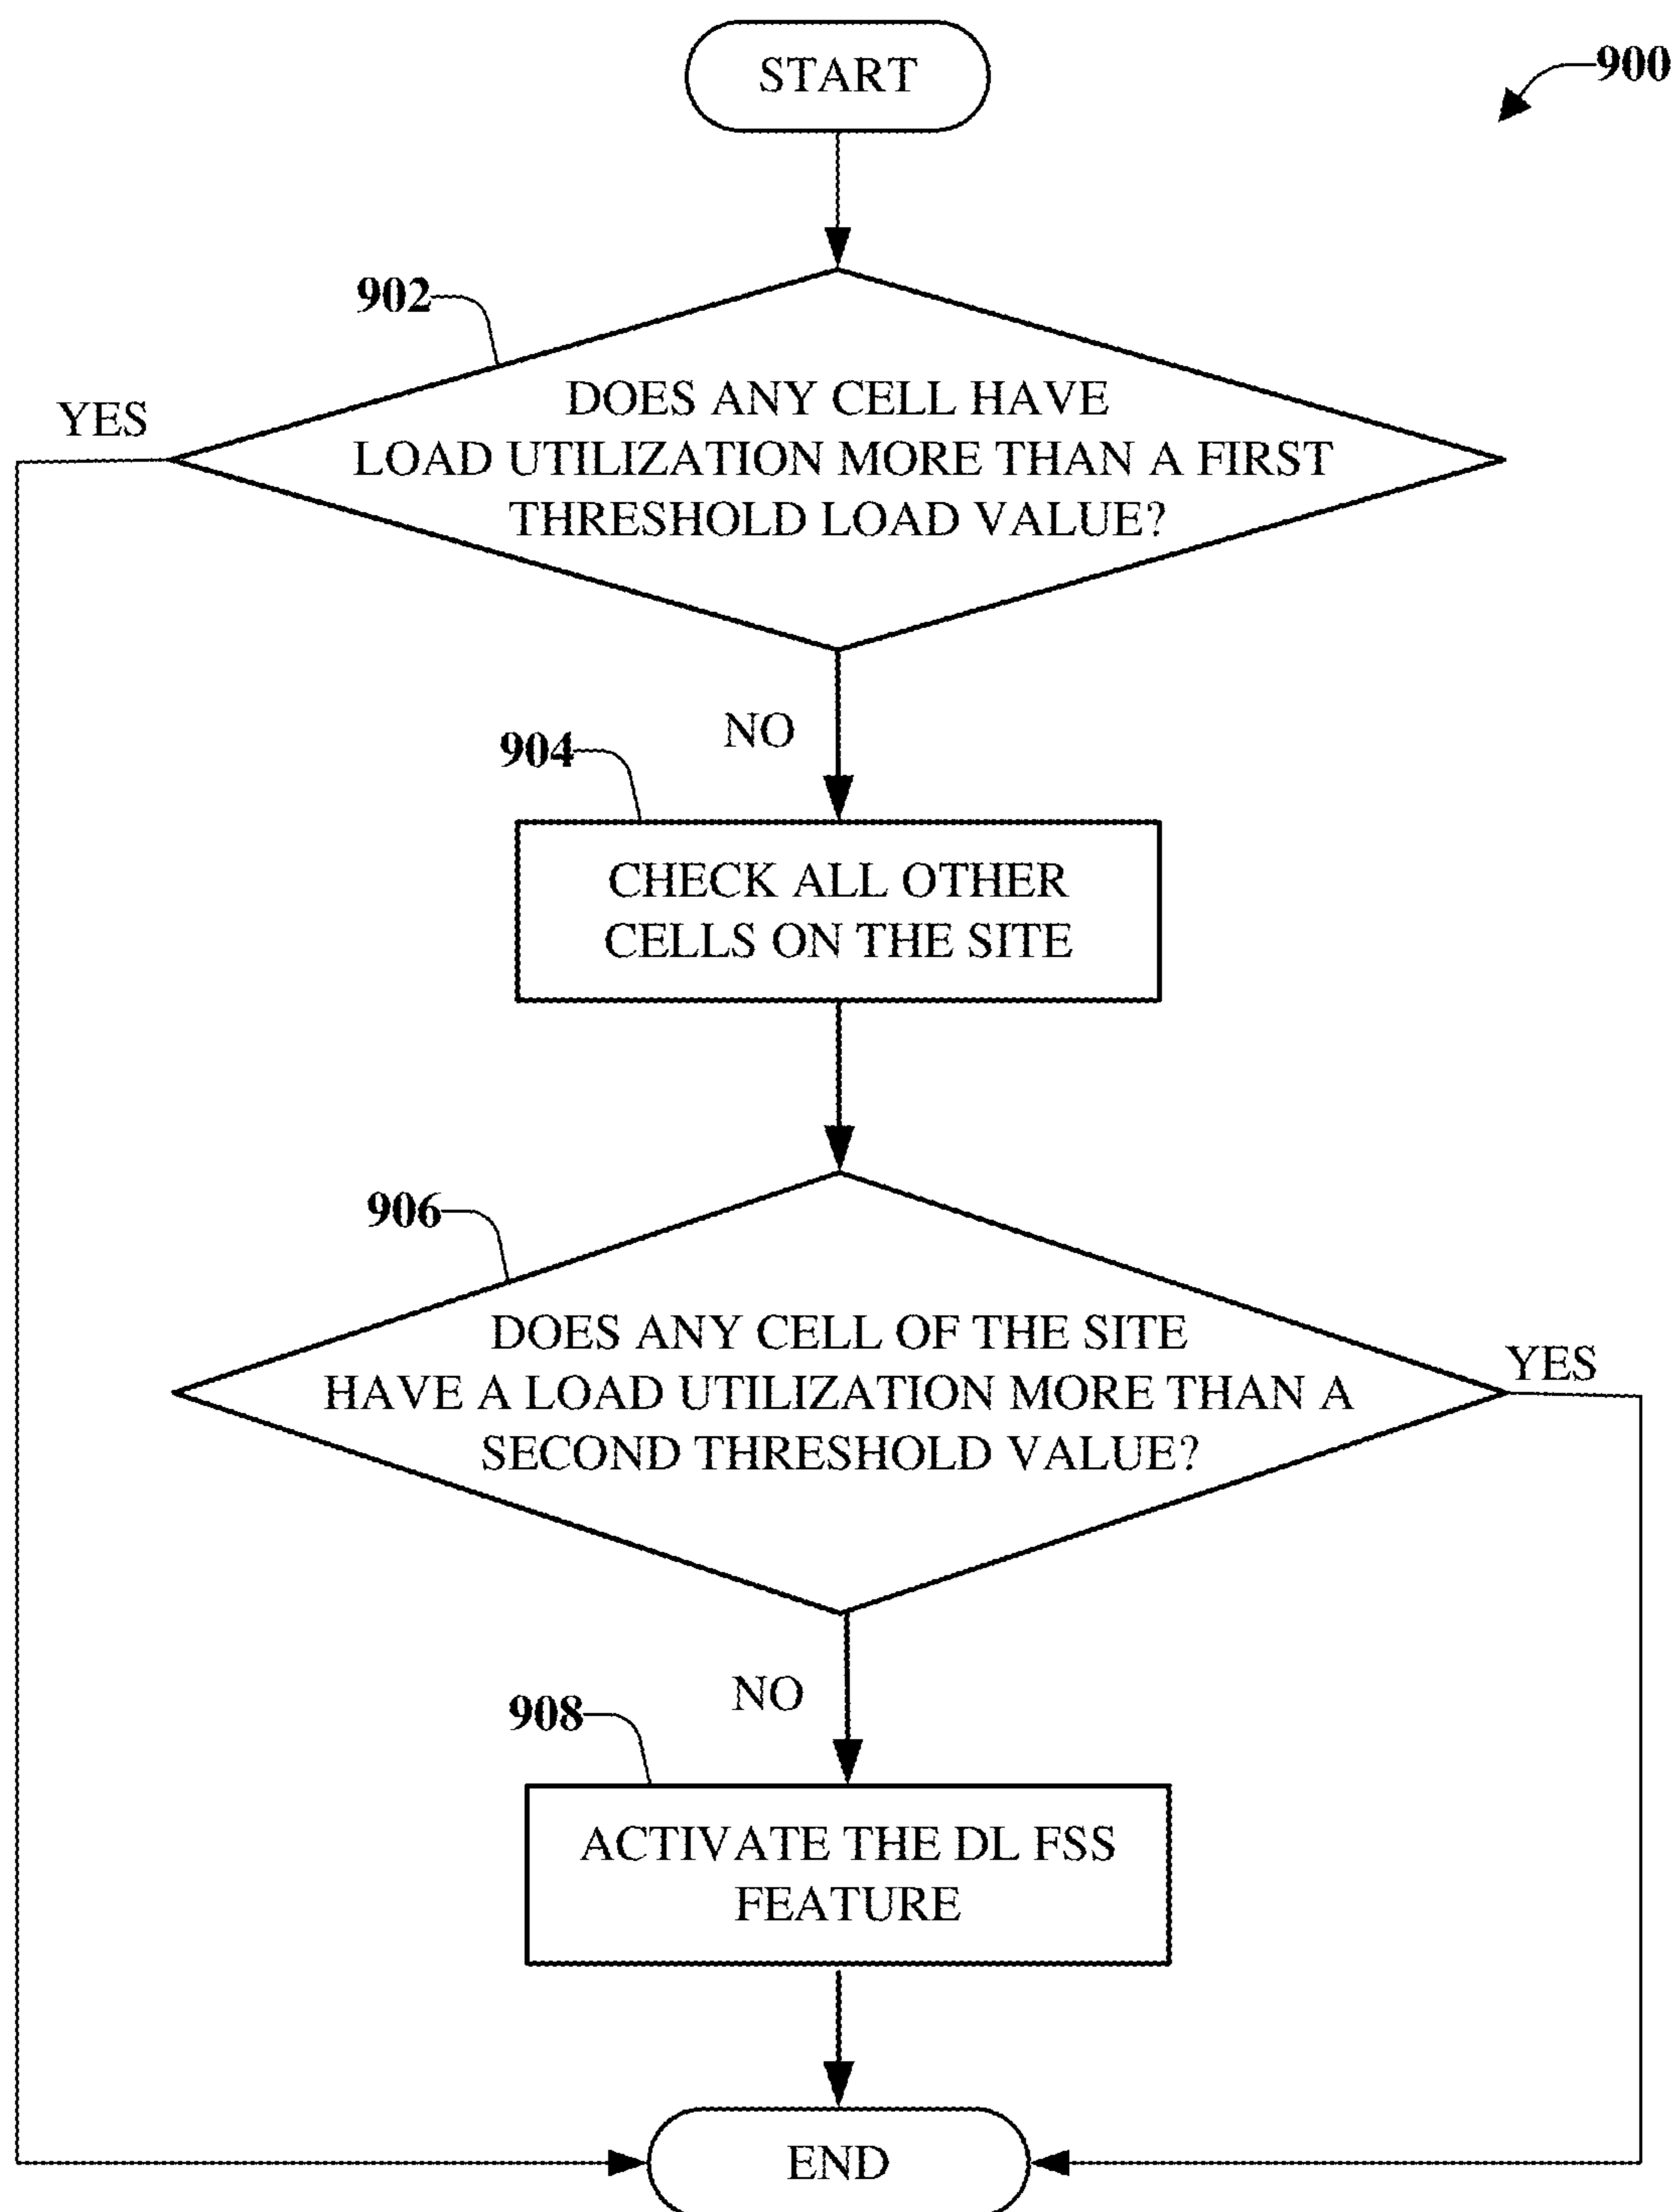 START
900
902
YES
DOES ANY CELL HAVE
LOAD UTILIZATION MORE THAN A FIRST
THRESHOLD LOAD VALUE?
NO
904
CHECK ALL OTHER
CELLS ON THE SITE
906
DOES ANY CELL OF THE SITE
HAVE A LOAD UTILIZATION MORE THAN A
SECOND THRESHOLD VALUE?
YES
NO
908
ACTIVATE THE DL FSS
FEATURE
END